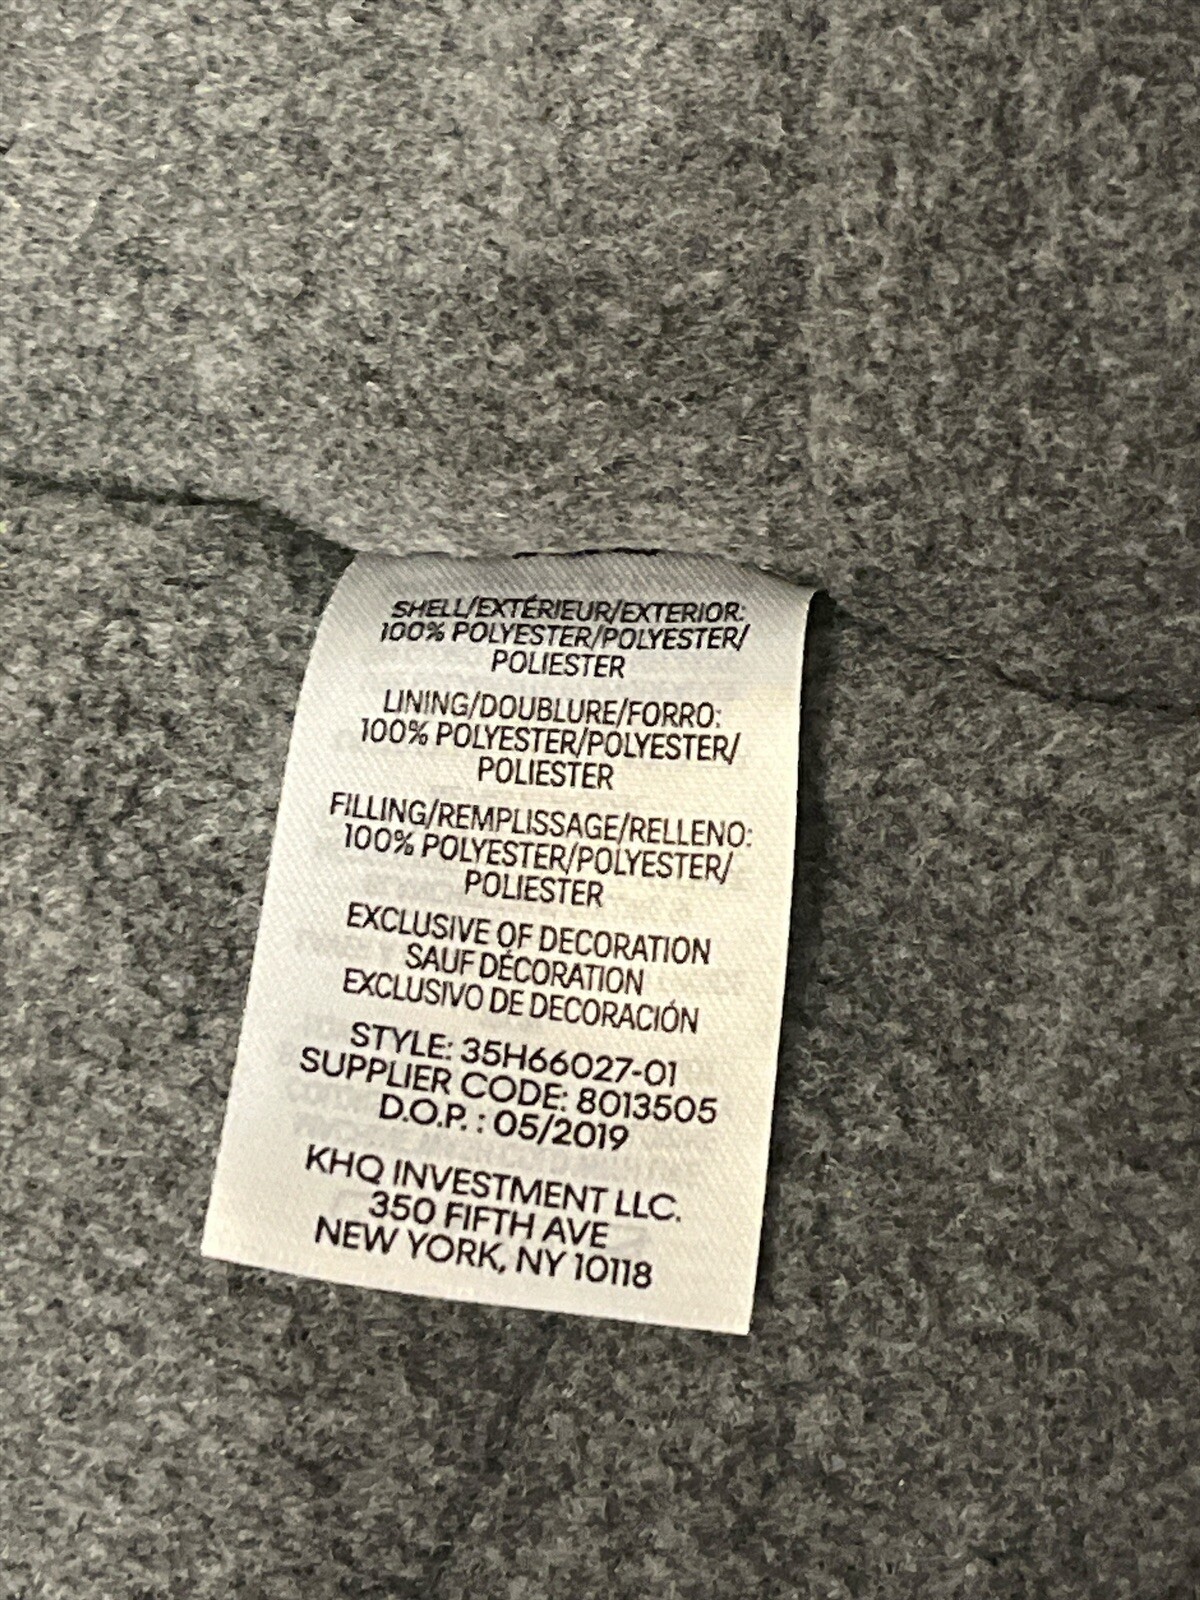 SHELL/EXTÉRIEUR/EXTERIOR:
100% POLYESTER/POLYESTER/
POLIESTER
LINING/DOUBLURE/FORRO:
100% POLYESTER/POLYESTER/
POLIESTER
FILLING/REMPLISSAGE/RELLENO:
100% POLYESTER/POLYESTER/
POLIESTER
EXCLUSIVE OF DECORATION
SAUF DÉCORATION
EXCLUSIVO DE DECORACIÓN
STYLE: 35H66027-01
SUPPLIER CODE: 8013505
D.O.P. : 05/2019
KHQ INVESTMENT LLC.
350 FIFTH AVE
NEW YORK, NY 10118